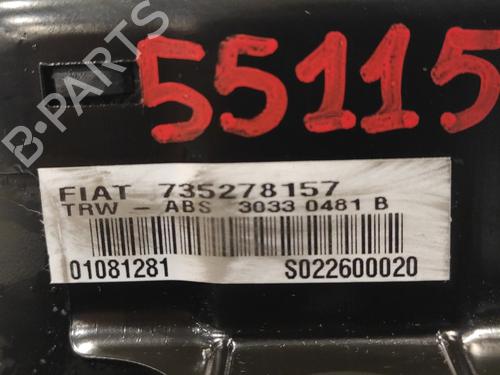 55115
B-PARTS
FIAT 735278157
TRW - ABS 3033 0481 B
01081281 S022600020